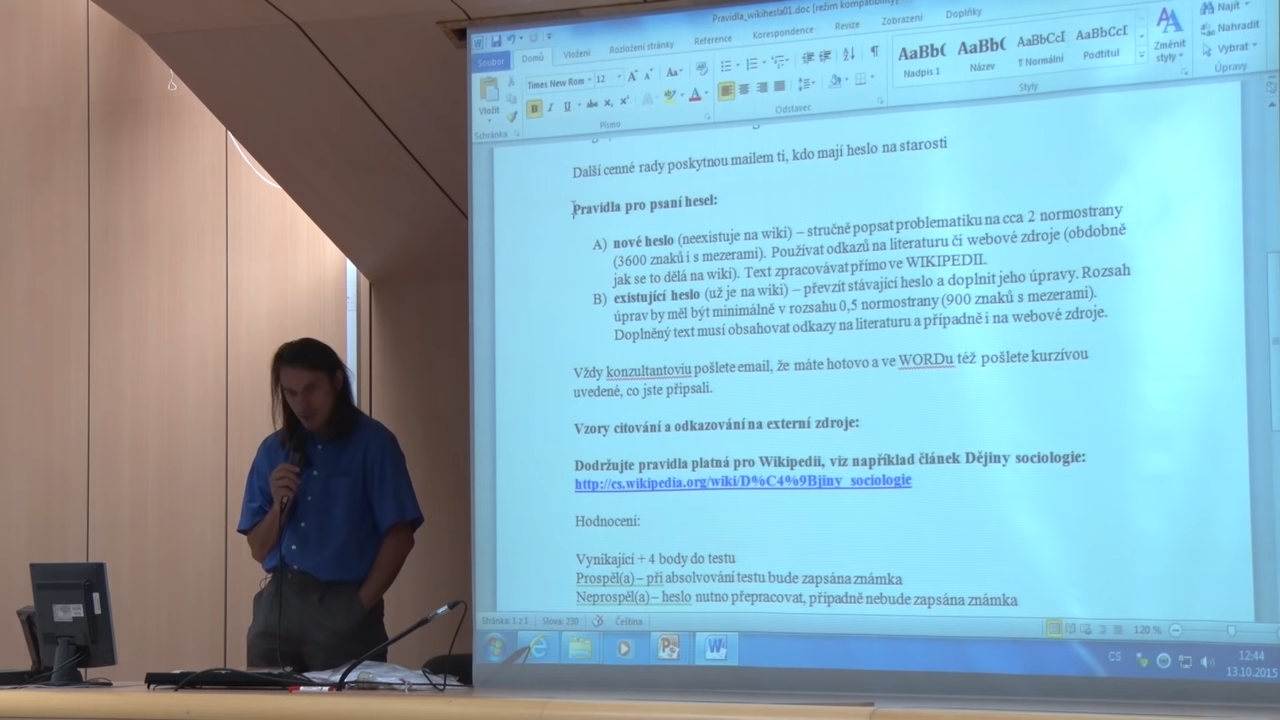 Pravidla_wikihesla01.doc [režim kompatibility]
Soubor Domů Vložení Rozložení stránky Reference Korespondence Revize Zobrazení Doplňky
Vložit
Schránka
Times New Rom 12
Písmo
Odstavec
AaBb( AaBb( AaBbCcI AaBbCcI
Nadpis 1 Název ¶ Normální Podtitul
Změnit styly
Styly
Najít
Nahradit
Vybrat
Úpravy
Další cenné rady poskytnou mailem ti, kdo mají heslo na starosti
Pravidla pro psaní hesel:
A) nové heslo (neexistuje na wiki) – stručně popsat problematiku na cca 2 normostrany
(3600 znaků i s mezerami). Používat odkazů na literaturu či webové zdroje (obdobně
jak se to dělá na wiki). Text zpracovávat přímo ve WIKIPEDII.
B) existující heslo (už je na wiki) – převzít stávající heslo a doplnit jeho úpravy. Rozsah
úprav by měl být minimálně v rozsahu 0,5 normostrany (900 znaků s mezerami).
Doplněný text musí obsahovat odkazy na literaturu a případně i na webové zdroje.
Vždy konzultantoviu pošlete email, že máte hotovo a ve WORDu též pošlete kurzívou
uvedené, co jste připsali.
Vzory citování a odkazování na externí zdroje:
Dodržujte pravidla platná pro Wikipedii, viz například článek Dějiny sociologie:
http://cs.wikipedia.org/wiki/D%C4%9Bjiny_sociologie
Hodnocení:
Vynikající + 4 body do testu
Prospěl(a) – při absolvování testu bude zapsána známka
Neprospěl(a) – heslo nutno přepracovat, případně nebude zapsána známka
Stránka: 1 z 1 Slova: 230 Čeština 120 %
CS 12:44
13.10.2015